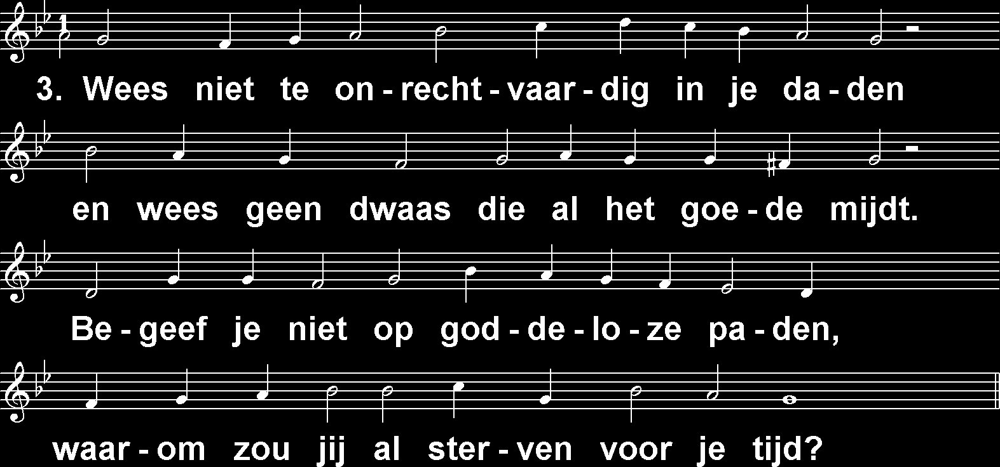 3. Wees niet te on - recht - vaar - dig in je da - den
en wees geen dwaas die al het goe - de mijdt.
Be - geef je niet op god - de - lo - ze pa - den,
waar - om zou jij al ster - ven voor je tijd?